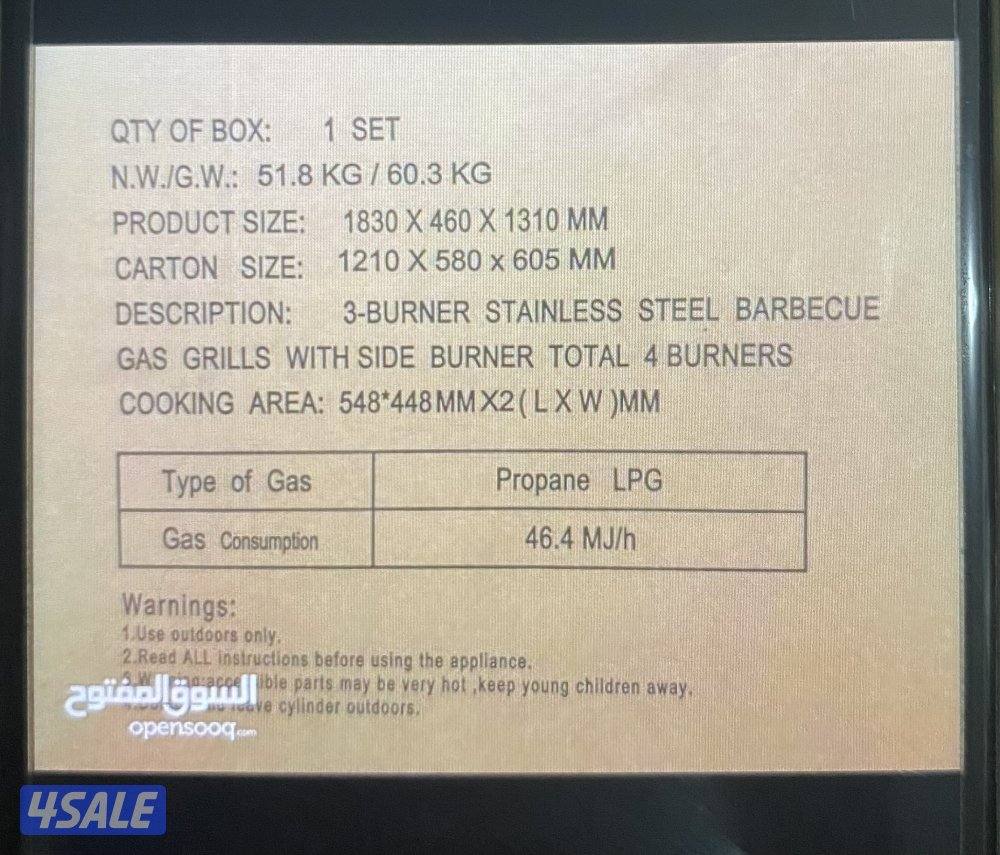 QTY OF BOX: 1 SET
N.W./G.W.: 51.8 KG / 60.3 KG
PRODUCT SIZE: 1830 X 460 X 1310 MM
CARTON SIZE: 1210 X 580 x 605 MM
DESCRIPTION: 3-BURNER STAINLESS STEEL BARBECUE
GAS GRILLS WITH SIDE BURNER TOTAL 4 BURNERS
COOKING AREA: 548*448MMX2(LXW)MM
Type of Gas Propane LPG
Gas Consumption 46.4 MJ/h
Warnings:
1.Use outdoors only.
2.Read ALL instructions before using the appliance.
parts may be very hot ,keep young children away.
cylinder outdoors.
السوق المفتوح
opensooq.com
4SALE